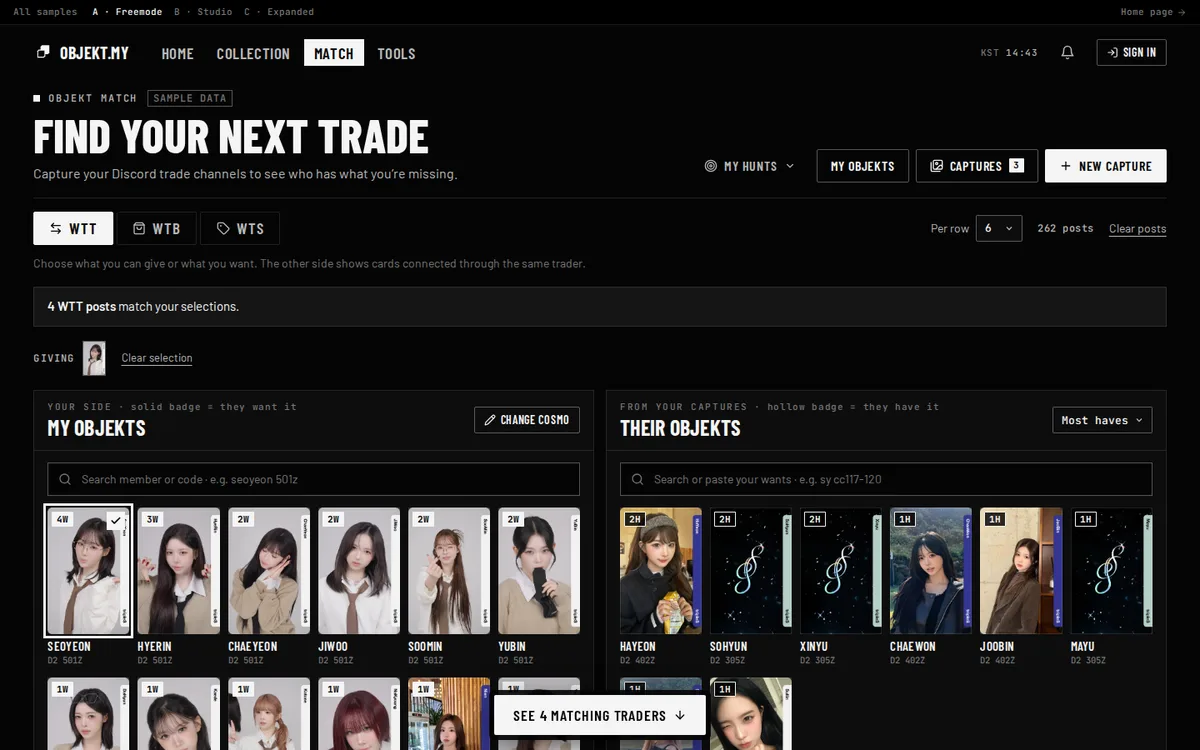 All samples A · Freemode B · Studio C · Expanded Home page →
OBJEKT.MY HOME COLLECTION MATCH TOOLS KST 14:43 SIGN IN
OBJEKT MATCH SAMPLE DATA
FIND YOUR NEXT TRADE
Capture your Discord trade channels to see who has what you're missing.
MY HUNTS MY OBJEKTS CAPTURES 3 + NEW CAPTURE
WTT WTB WTS Per row 6 262 posts Clear posts
Choose what you can give or what you want. The other side shows cards connected through the same trader.
4 WTT posts match your selections.
GIVING Clear selection
YOUR SIDE · solid badge = they want it
MY OBJEKTS
CHANGE COSMO
Search member or code · e.g. seoyeon 501z
4W 3W 2W 2W 2W 2W
SEOYEON HYERIN CHAEYEON JIWOO SOOMIN YUBIN
D2 501Z D2 501Z D2 501Z D2 501Z D2 501Z D2 501Z
1W 1W 1W 1W 1W
FROM YOUR CAPTURES · hollow badge = they have it
THEIR OBJEKTS
Most haves
Search or paste your wants · e.g. sy cc117-120
2H 2H 2H 1H 1H 1H
HAYEON SOHYUN XINYU CHAEWON JOOBIN MAYU
D2 402Z D2 305Z D2 305Z D2 402Z D2 402Z D2 305Z
1H 1H
SEE 4 MATCHING TRADERS ↓